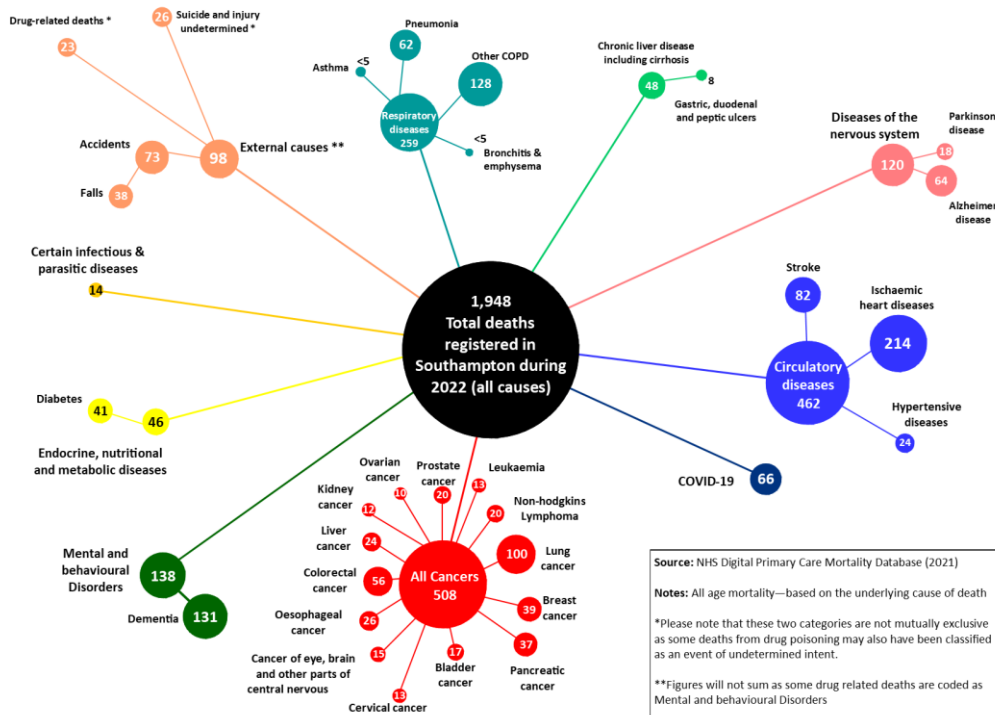 Drug-related deaths *
23
26
Suicide and injury
undetermined *
Accidents
73
98
External causes **
Falls
38
Pneumonia
62
Asthma
<5
Other COPD
128
Respiratory
diseases
259
<5
Bronchitis &
emphysema
Chronic liver disease
including cirrhosis
48
8
Gastric, duodenal
and peptic ulcers
Diseases of the
nervous system
120
Parkinson
disease
18
64
Alzheimer
disease
Certain infectious &
parasitic diseases
14
1,948
Total deaths
registered in
Southampton during
2022 (all causes)
Stroke
82
Ischaemic
heart diseases
214
Circulatory
diseases
462
Hypertensive
diseases
24
Diabetes
41
46
Endocrine, nutritional
and metabolic diseases
COVID-19
66
Mental and
behavioural
Disorders
138
Dementia
131
Ovarian
cancer
10
Prostate
cancer
20
Leukaemia
13
Kidney
cancer
12
Non-hodgkins
Lymphoma
20
Liver
cancer
24
Lung
cancer
100
Colorectal
cancer
56
All Cancers
508
Breast
cancer
39
Oesophageal
cancer
26
Pancreatic
cancer
37
Cancer of eye, brain
and other parts of
central nervous
15
Bladder
cancer
17
Cervical cancer
13
Source: NHS Digital Primary Care Mortality Database (2021)
Notes: All age mortality—based on the underlying cause of death
*Please note that these two categories are not mutually exclusive
as some deaths from drug poisoning may also have been classified
as an event of undetermined intent.
**Figures will not sum as some drug related deaths are coded as
Mental and behavioural Disorders